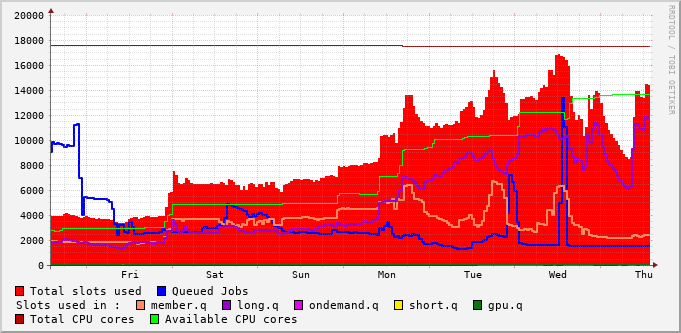 20000
18000
16000
14000
12000
10000
8000
6000
4000
2000
0
Fri Sat Sun Mon Tue Wed Thu
Total slots used Queued Jobs
Slots used in : member.q long.q ondemand.q short.q gpu.q
Total CPU cores Available CPU cores
RRDTOOL / TOBI OETIKER